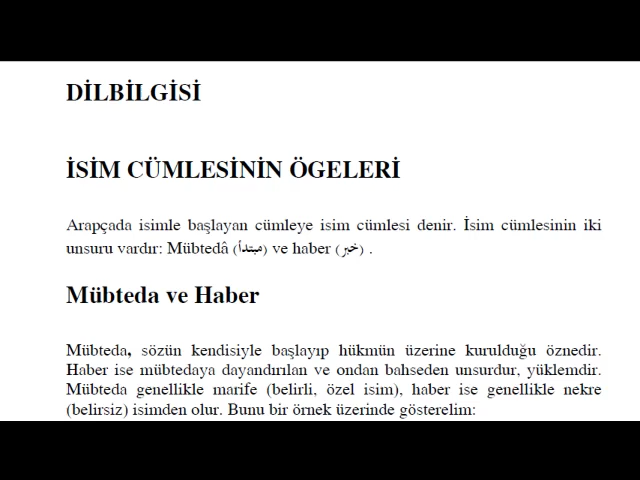 DİLBİLGİSİ
İSİM CÜMLESİNİN ÖGELERİ
Arapçada isimle başlayan cümleye isim cümlesi denir. İsim cümlesinin iki
unsuru vardır: Mübtedâ (مبتدأ) ve haber (خبر) .
Mübteda ve Haber
Mübteda, sözün kendisiyle başlayıp hükmün üzerine kurulduğu öznedir.
Haber ise mübtedaya dayandırılan ve ondan bahseden unsurdur, yüklemdir.
Mübteda genellikle marife (belirli, özel isim), haber ise genellikle nekre
(belirsiz) isimden olur. Bunu bir örnek üzerinde gösterelim: